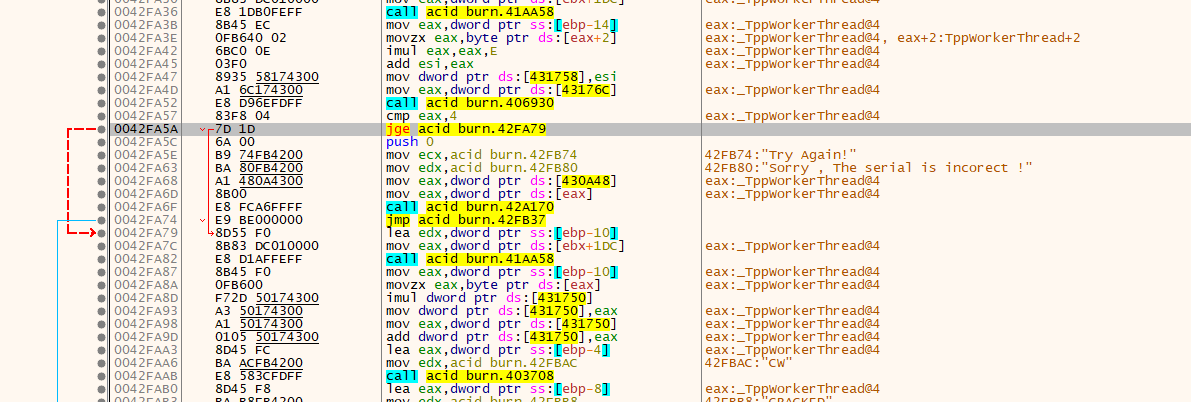 0042FA36 E8 1DB0FEFF call acid burn.41AA58
0042FA3B 8B45 EC mov eax,dword ptr ss:[ebp-14] eax:_TppWorkerThread@4
0042FA3E 0FB640 02 movzx eax,byte ptr ds:[eax+2] eax:_TppWorkerThread@4, eax+2:TppWorkerThread+2
0042FA42 6BC0 0E imul eax,eax,E eax:_TppWorkerThread@4
0042FA45 03F0 add esi,eax eax:_TppWorkerThread@4
0042FA47 8935 58174300 mov dword ptr ds:[431758],esi
0042FA4D A1 6C174300 mov eax,dword ptr ds:[43176C] eax:_TppWorkerThread@4
0042FA52 E8 D96EFDFF call acid burn.406930
0042FA57 83F8 04 cmp eax,4 eax:_TppWorkerThread@4
0042FA5A 7D 1D jge acid burn.42FA79
0042FA5C 6A 00 push 0
0042FA5E B9 74FB4200 mov ecx,acid burn.42FB74 42FB74:"Try Again!"
0042FA63 BA 80FB4200 mov edx,acid burn.42FB80 42FB80:"Sorry , The serial is incorect !"
0042FA68 A1 480A4300 mov eax,dword ptr ds:[430A48] eax:_TppWorkerThread@4
0042FA6D 8B00 mov eax,dword ptr ds:[eax] eax:_TppWorkerThread@4
0042FA6F E8 FCA6FFFF call acid burn.42A170
0042FA74 E9 BE000000 jmp acid burn.42FB37
0042FA79 8D55 F0 lea edx,dword ptr ss:[ebp-10]
0042FA7C 8B83 DC010000 mov eax,dword ptr ds:[ebx+1DC] eax:_TppWorkerThread@4
0042FA82 E8 D1AFFEFF call acid burn.41AA58
0042FA87 8B45 F0 mov eax,dword ptr ss:[ebp-10] eax:_TppWorkerThread@4
0042FA8A 0FB600 movzx eax,byte ptr ds:[eax] eax:_TppWorkerThread@4
0042FA8D F72D 50174300 imul dword ptr ds:[431750]
0042FA93 A3 50174300 mov dword ptr ds:[431750],eax eax:_TppWorkerThread@4
0042FA98 A1 50174300 mov eax,dword ptr ds:[431750] eax:_TppWorkerThread@4
0042FA9D 0105 50174300 add dword ptr ds:[431750],eax eax:_TppWorkerThread@4
0042FAA3 8D45 FC lea eax,dword ptr ss:[ebp-4] eax:_TppWorkerThread@4
0042FAA6 BA ACFB4200 mov edx,acid burn.42FBAC 42FBAC:"CW"
0042FAAB E8 583CFDFF call acid burn.403708
0042FAB0 8D45 F8 lea eax,dword ptr ss:[ebp-8] eax:_TppWorkerThread@4